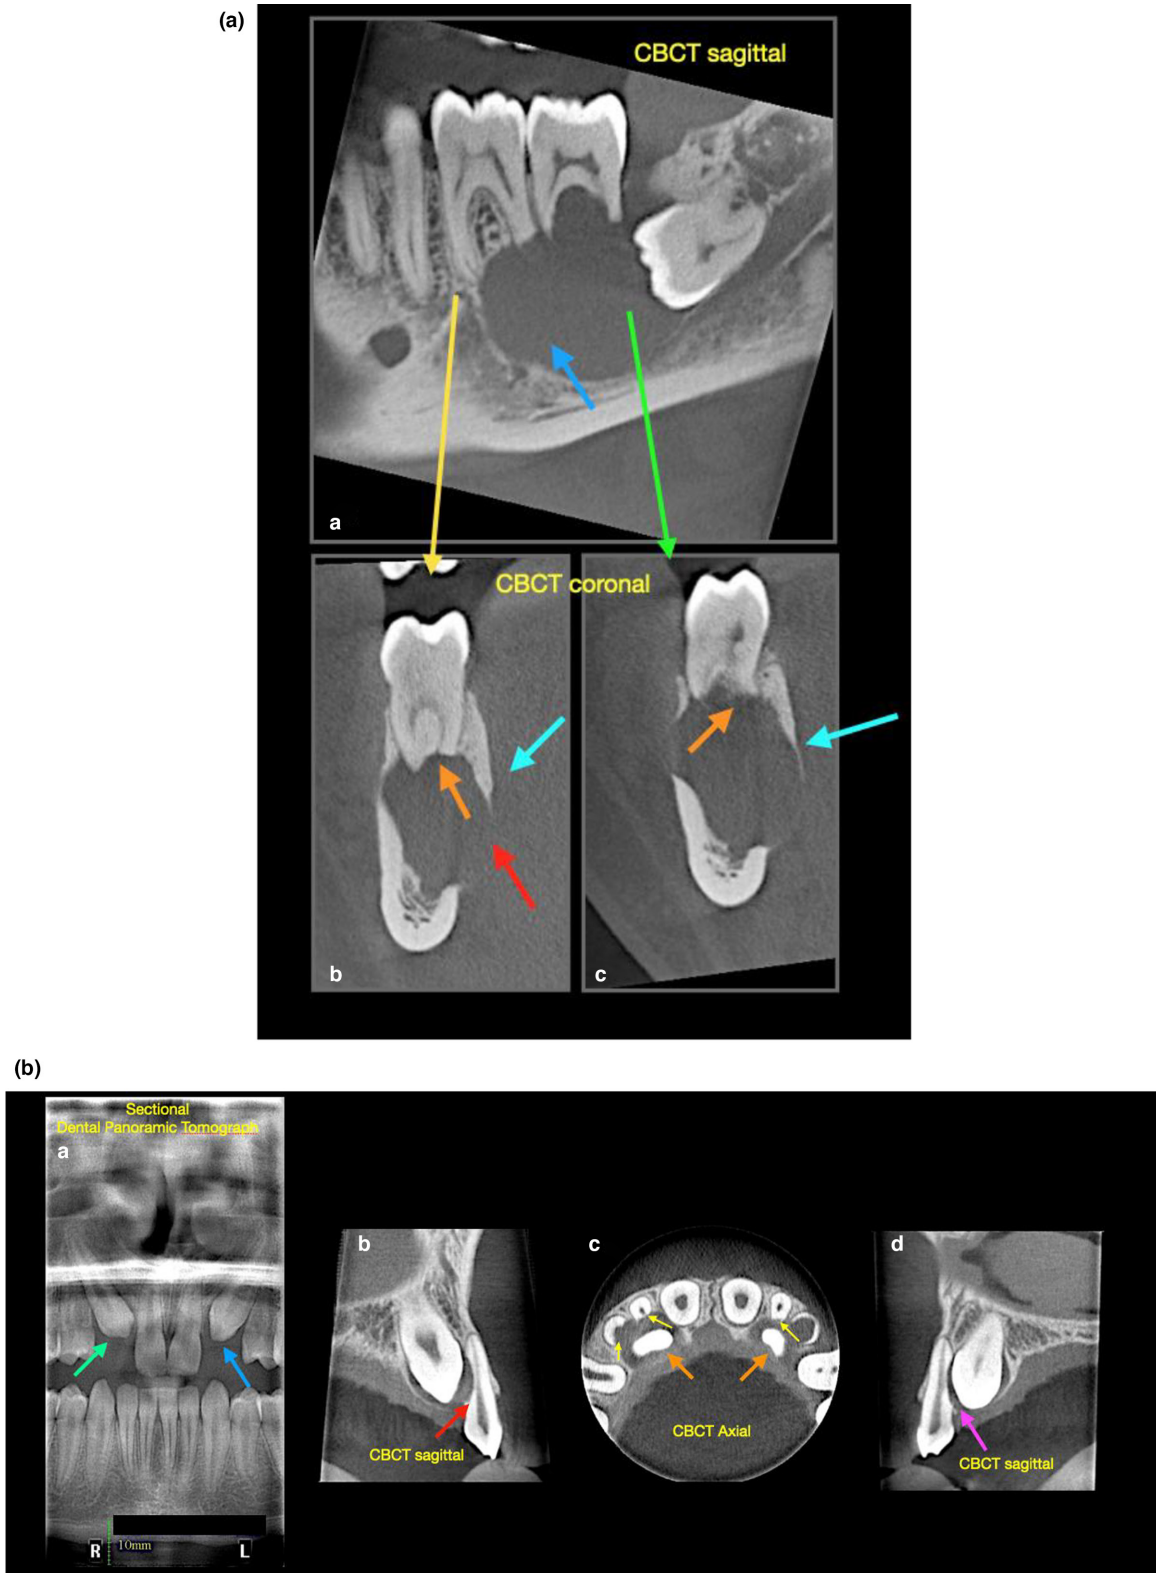 (a)
CBCT sagittal
a
CBCT coronal
b
c
(b)
Sectional
Dental Panoramic Tomograph
a
b
c
d
CBCT sagittal
CBCT Axial
CBCT sagittal
R
10mm
L